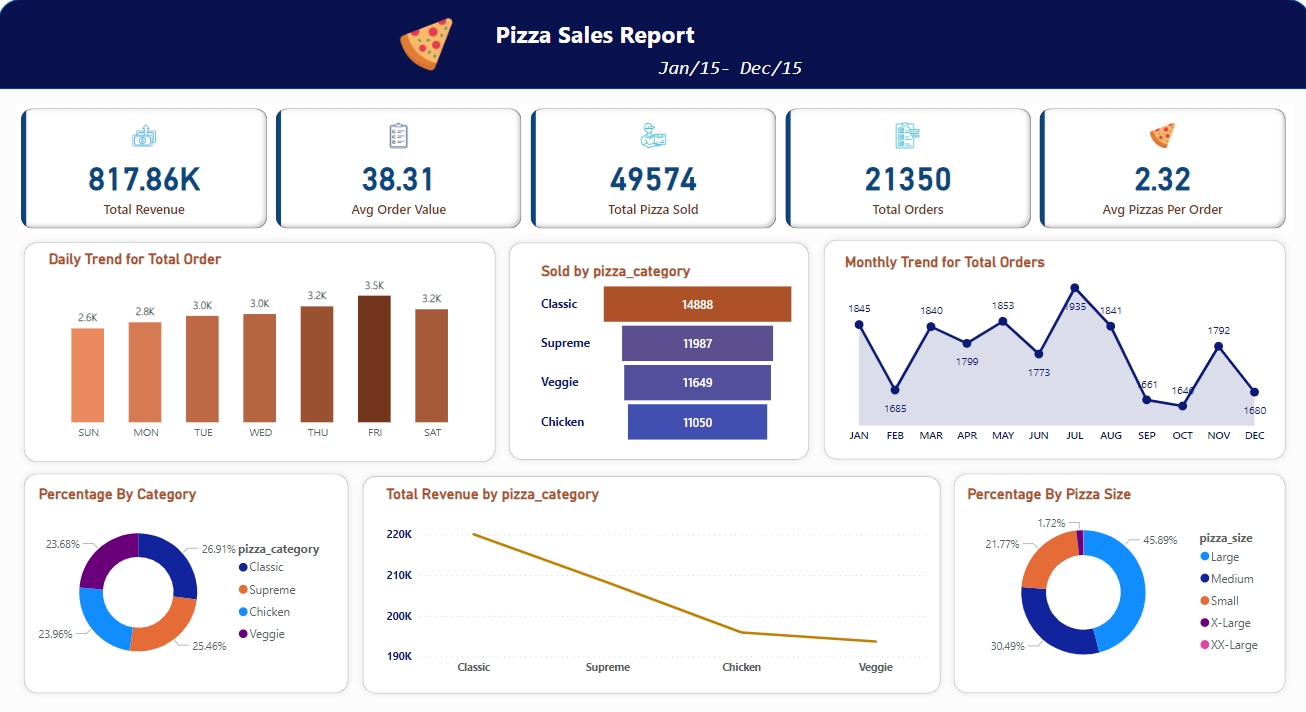 Pizza Sales Report
Jan/15- Dec/15
817.86K
Total Revenue
38.31
Avg Order Value
49574
Total Pizza Sold
21350
Total Orders
2.32
Avg Pizzas Per Order
Daily Trend for Total Order
2.6K
2.8K
3.0K
3.0K
3.2K
3.5K
3.2K
SUN MON TUE WED THU FRI SAT
Sold by pizza_category
Classic 14888
Supreme 11987
Veggie 11649
Chicken 11050
Monthly Trend for Total Orders
1845
1685
1840
1799
1853
1773
1935
1841
1792
1680
JAN FEB MAR APR MAY JUN JUL AUG SEP OCT NOV DEC
Percentage By Category
26.91%
25.46%
23.96%
23.68%
pizza_category
Classic
Supreme
Chicken
Veggie
Total Revenue by pizza_category
220K
210K
200K
190K
Classic Supreme Chicken Veggie
Percentage By Pizza Size
45.89%
30.49%
21.77%
1.72%
pizza_size
Large
Medium
Small
X-Large
XX-Large